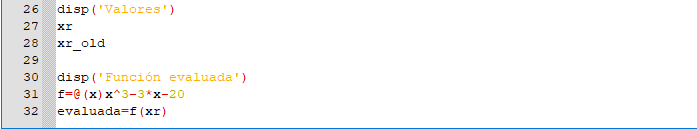 26 disp('Valores')
27 xr
28 xr_old
29
30 disp('Función evaluada')
31 f=@(x)x^3-3*x-20
32 evaluada=f(xr)